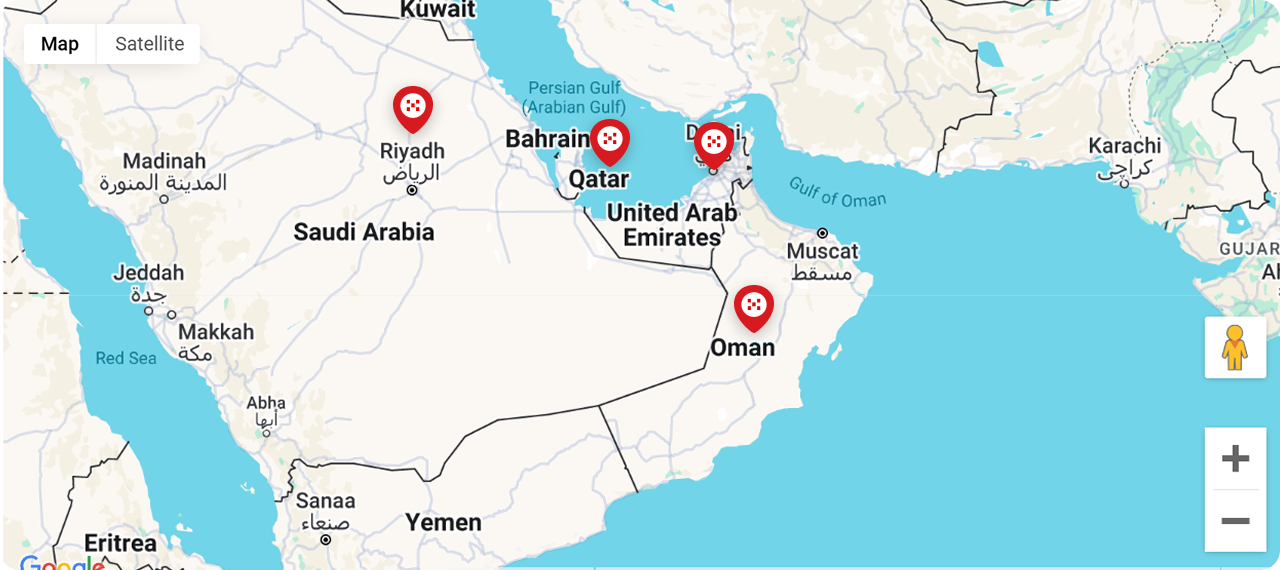 Kuwait
Map
Satellite
Persian Gulf
(Arabian Gulf)
Bahrain
Riyadh
الرياض
Qatar
Karachi
کراچی
Madinah
المدينة المنورة
Gulf of Oman
United Arab
Emirates
Saudi Arabia
Muscat
مسقط
GUJAR
Jeddah
جدة
Makkah
مكة
Oman
Red Sea
Abha
أبها
Sanaa
صنعاء
Yemen
Eritrea
Google